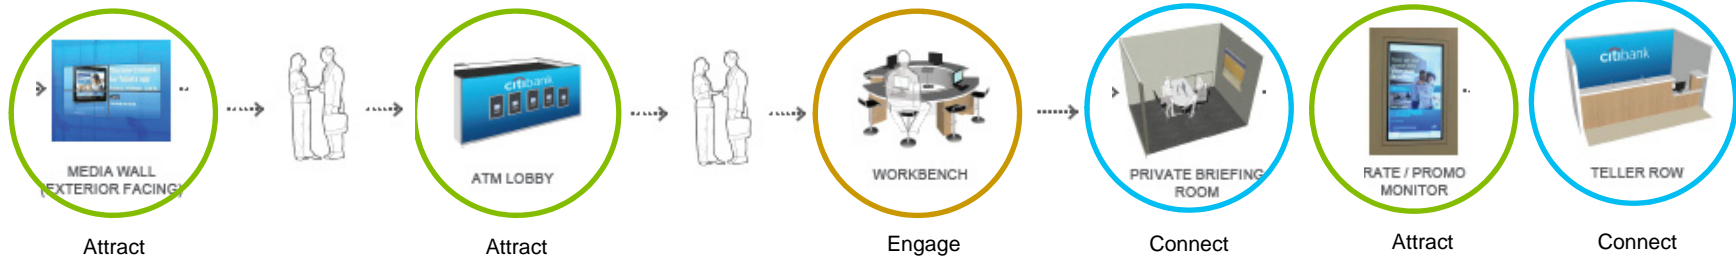 MEDIA WALL
(EXTERIOR FACING)
Attract
citibank
ATM LOBBY
Attract
WORKBENCH
Engage
PRIVATE BRIEFING
ROOM
Connect
RATE / PROMO
MONITOR
Attract
citibank
TELLER ROW
Connect